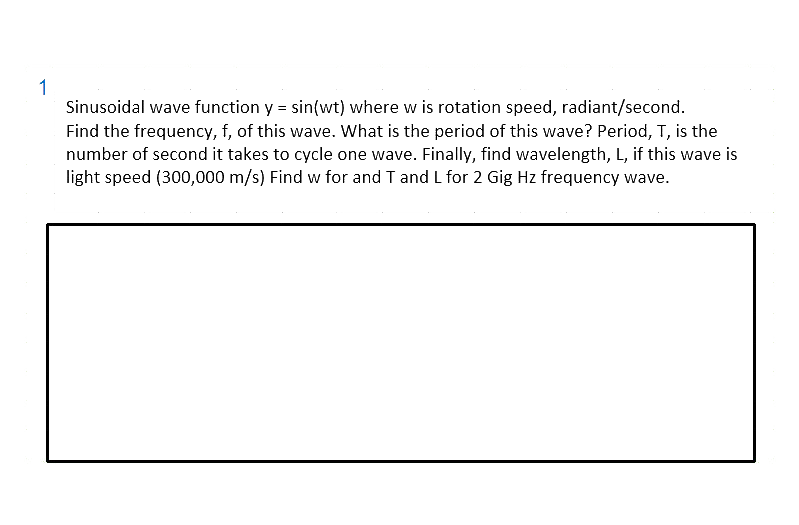 1
Sinusoidal wave function y = sin(wt) where w is rotation speed, radiant/second.
Find the frequency, f, of this wave. What is the period of this wave? Period, T, is the
number of second it takes to cycle one wave. Finally, find wavelength, L, if this wave is
light speed (300,000 m/s) Find w for and T and L for 2 Gig Hz frequency wave.